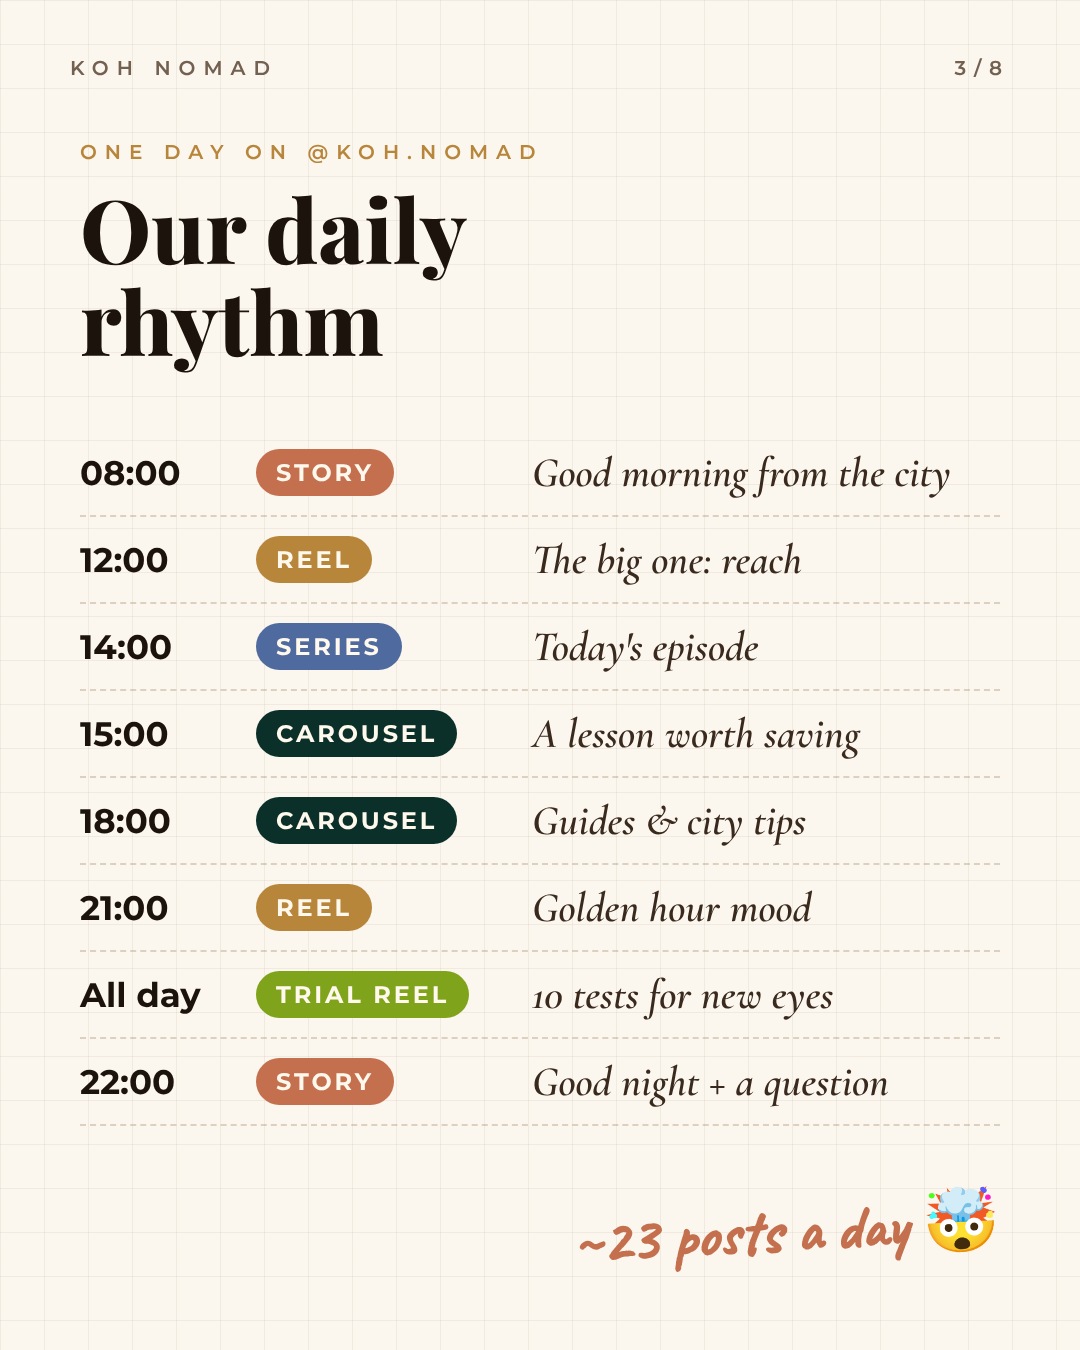 KOH NOMAD
3/8
ONE DAY ON @KOH.NOMAD
Our daily
rhythm
08:00 STORY Good morning from the city
12:00 REEL The big one: reach
14:00 SERIES Today's episode
15:00 CAROUSEL A lesson worth saving
18:00 CAROUSEL Guides & city tips
21:00 REEL Golden hour mood
All day TRIAL REEL 10 tests for new eyes
22:00 STORY Good night + a question
~23 posts a day 🤯